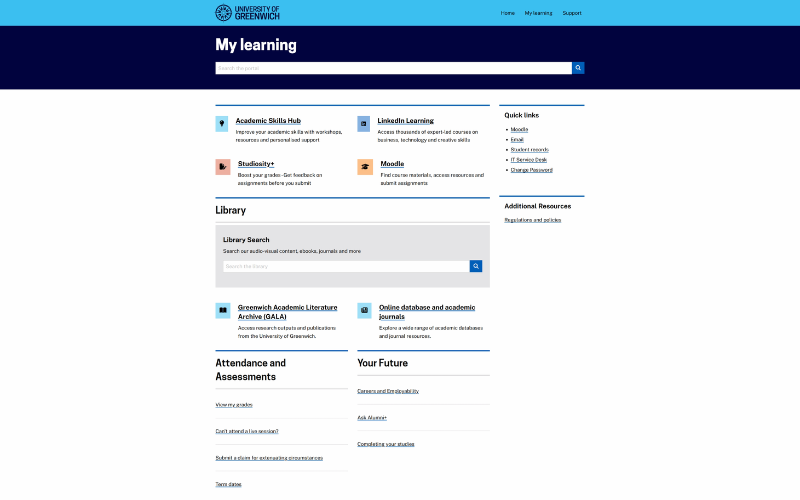 UNIVERSITY OF
GREENWICH
Home My learning Support
My learning
Search the portal
Academic Skills Hub
Improve your academic skills with workshops,
resources and personalised support
LinkedIn Learning
Access thousands of expert-led courses on
business, technology and creative skills
Studiosity+
Boost your grades–Get feedback on
assignments before you submit
Moodle
Find course materials, access resources and
submit assignments
Quick links
Moodle
Email
Student records
IT Service Desk
Change Password
Additional Resources
Regulations and policies
Library
Library Search
Search our audio-visual content, ebooks, journals and more
Search the library
Greenwich Academic Literature
Archive (GALA)
Access research outputs and publications
from the University of Greenwich.
Online database and academic
journals
Explore a wide range of academic databases
and journal resources.
Attendance and
Assessments
View my grades
Can't attend a live session?
Submit a claim for extenuating circumstances
Term dates
Your Future
Careers and Employability
Ask Alumni+
Completing your studies